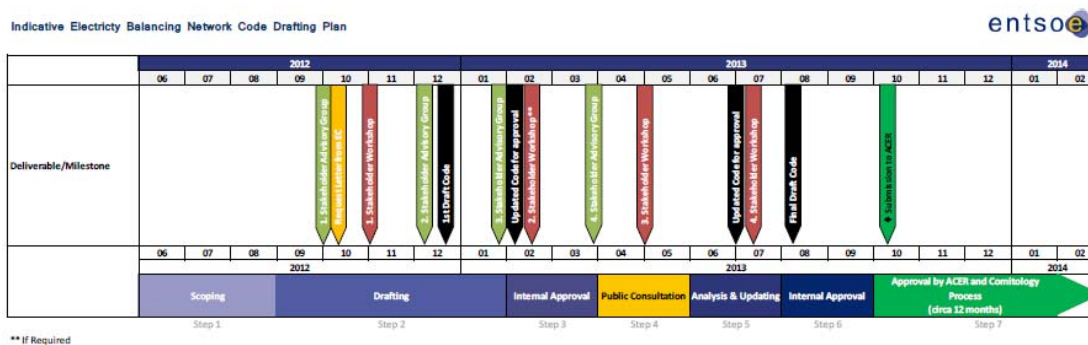 Indicative Electricty Balancing Network Code Drafting Plan
entsoe
2012 2013 2014
06 07 08 09 10 11 12 01 02 03 04 05 06 07 08 09 10 11 12 01 02
Deliverable/Milestone
1. Stakeholder Advisory Group
Request Letter from EC
1. Stakeholder Workshop
2. Stakeholder Advisory Group
1st Draft Code
3. Stakeholder Advisory Group
Updated Code for approval
2. Stakeholder Workshop**
4. Stakeholder Advisory Group
3. Stakeholder Workshop
Updated Code for approval
4. Stakeholder Workshop
Final Draft Code
Submission to ACER
06 07 08 09 10 11 12 01 02 03 04 05 06 07 08 09 10 11 12 01 02
2012 2013 2014
Scoping Drafting Internal Approval Public Consultation Analysis & Updating Internal Approval
Approval by ACER and Comitology
Process
(circa 12 months)
Step 1 Step 2 Step 3 Step 4 Step 5 Step 6 Step 7
** If Required